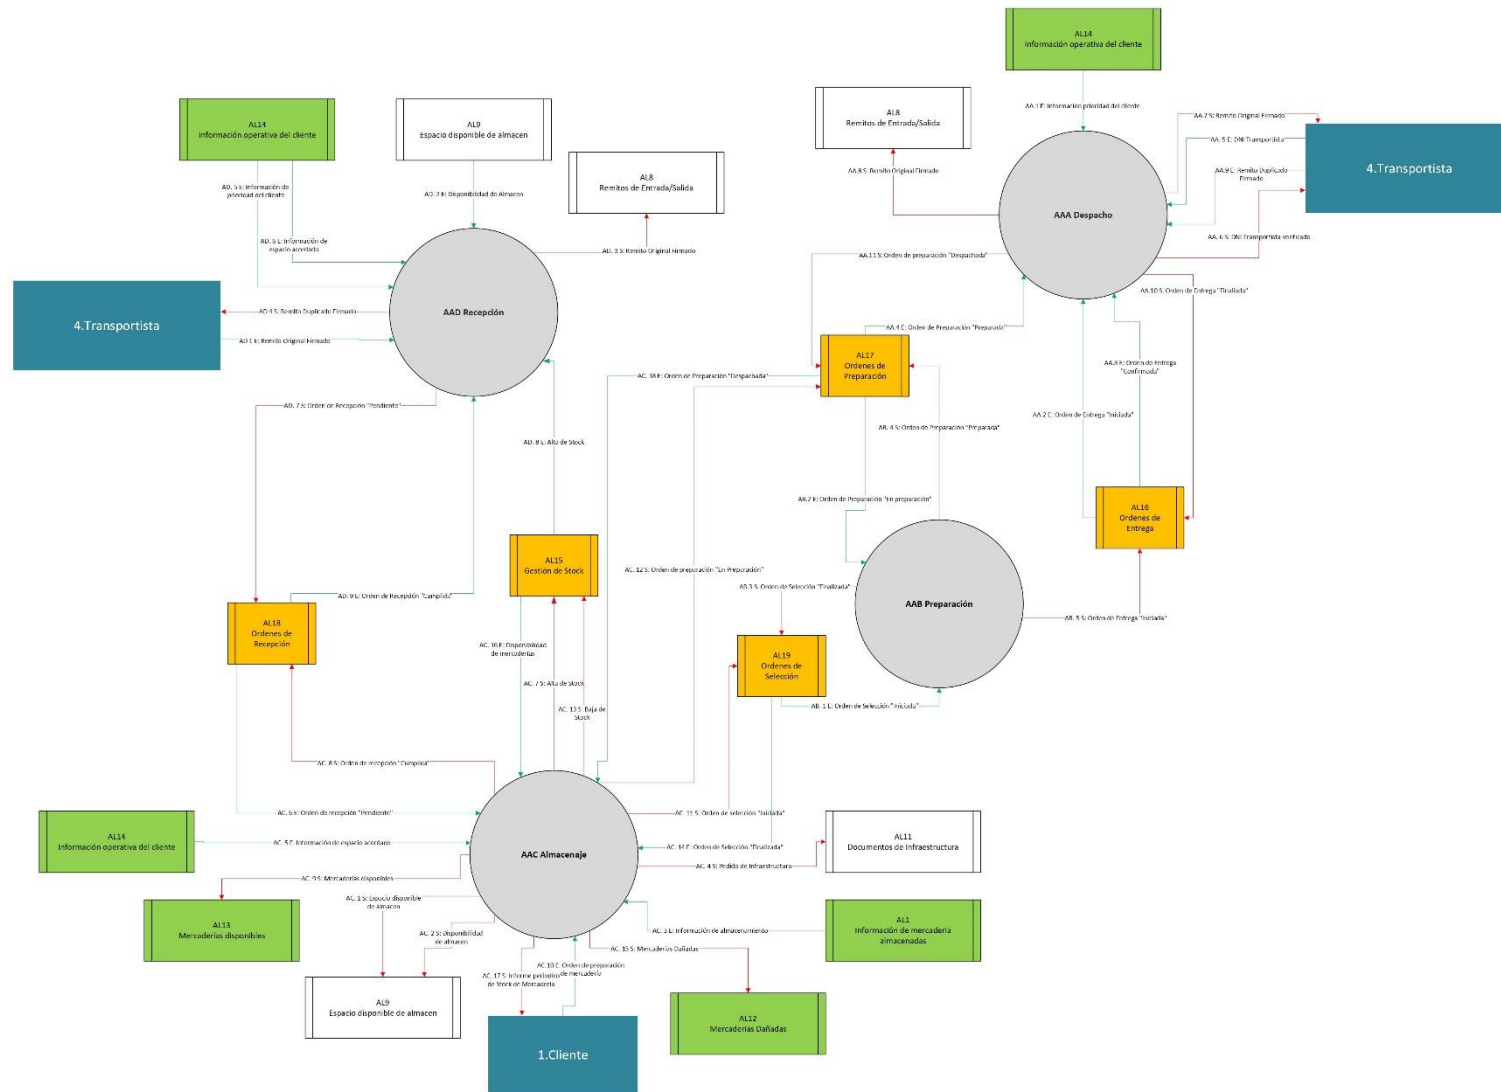 AL14
Información operativa del cliente
AA.1 E: Información prioridad del cliente
AL8
Remitos de Entrada/Salida
AA.7 S: Remito Original Firmado
AA. 5 E: DNI Transportista
AA.9 E: Remito Duplicado
Firmado
AA. 6 S: DNI Transportista verificado
4.Transportista
AA.8 S: Remito Original Firmado
AAA Despacho
AA.11 S: Orden de preparación "Despachada"
AA.10 S: Orden de Entrega "Finaliada"
AA.4 E: Orden de Preparación "Preparada"
AA.3 E: Orden de Entrega
"Confirmada"
AA.2 E: Orden de Entrega "Iniciada"
AL14
Información operativa del cliente
AL9
Espacio disponible de almacen
AL8
Remitos de Entrada/Salida
AD. 5 E: Información de
prioridad del cliente
AD. 6 E: Información de
espacio acordado
AD. 2 E: Disponibilidad de Almacen
AD. 3 S: Remito Original Firmado
4.Transportista
AD.4 S: Remito Duplicado Firmado
AD.1 E: Remito Original Firmado
AAD Recepción
AL17
Ordenes de
Preparación
AC. 18 E: Orden de Preparación "Despachada"
AD. 7 S: Orden de Recepción "Pendiente"
AD. 8 E: Alta de Stock
AB. 4 S: Orden de Preparación "Preparada"
AB.2 E: Orden de Preparación "En preparación"
AL16
Ordenes de
Entrega
AL15
Gestión de Stock
AC. 12 S: Orden de preparación "En Preparación"
AB.3 S: Orden de Selección "Finalizada"
AAB Preparación
AD. 9 E: Orden de Recepción "Cumplida"
AB. 5 S: Orden de Entrega "Iniciada"
AL18
Ordenes de
Recepción
AC. 16 E: Disponibilidad
de mercaderías
AC. 7 S: Alta de Stock
AC. 13 S: Baja de
Stock
AL19
Ordenes de
Selección
AB. 1 E: Orden de Selección "Iniciada"
AC. 8 S: Orden de recepción "Cumplida"
AC. 6 E: Orden de recepción "Pendiente"
AC. 11 S: Orden de selección "Iniciada"
AL14
Información operativa del cliente
AC. 5 E: Información de espacio acordado
AAC Almacenaje
AC. 14 E: Orden de Selección "Finalizada"
AC. 4 S: Pedido de Infraestructura
AL11
Documentos de Infraestructura
AC. 9 S: Mercaderías disponibles
AC. 1 S: Espacio disponible
de almacen
AL13
Mercaderías disponibles
AC. 2 S: Disponibilidad
de almacen
AC. 3 E: Información de almacenamiento
AL1
Información de mercadería
almacenadas
AC. 15 S: Mercaderías Dañadas
AC.10 E: Orden de preparación
de mercadería
AC. 17 S: Informe periodico
de Stock de Mercadería
AL9
Espacio disponible de almacen
AL12
Mercaderías Dañadas
1.Cliente